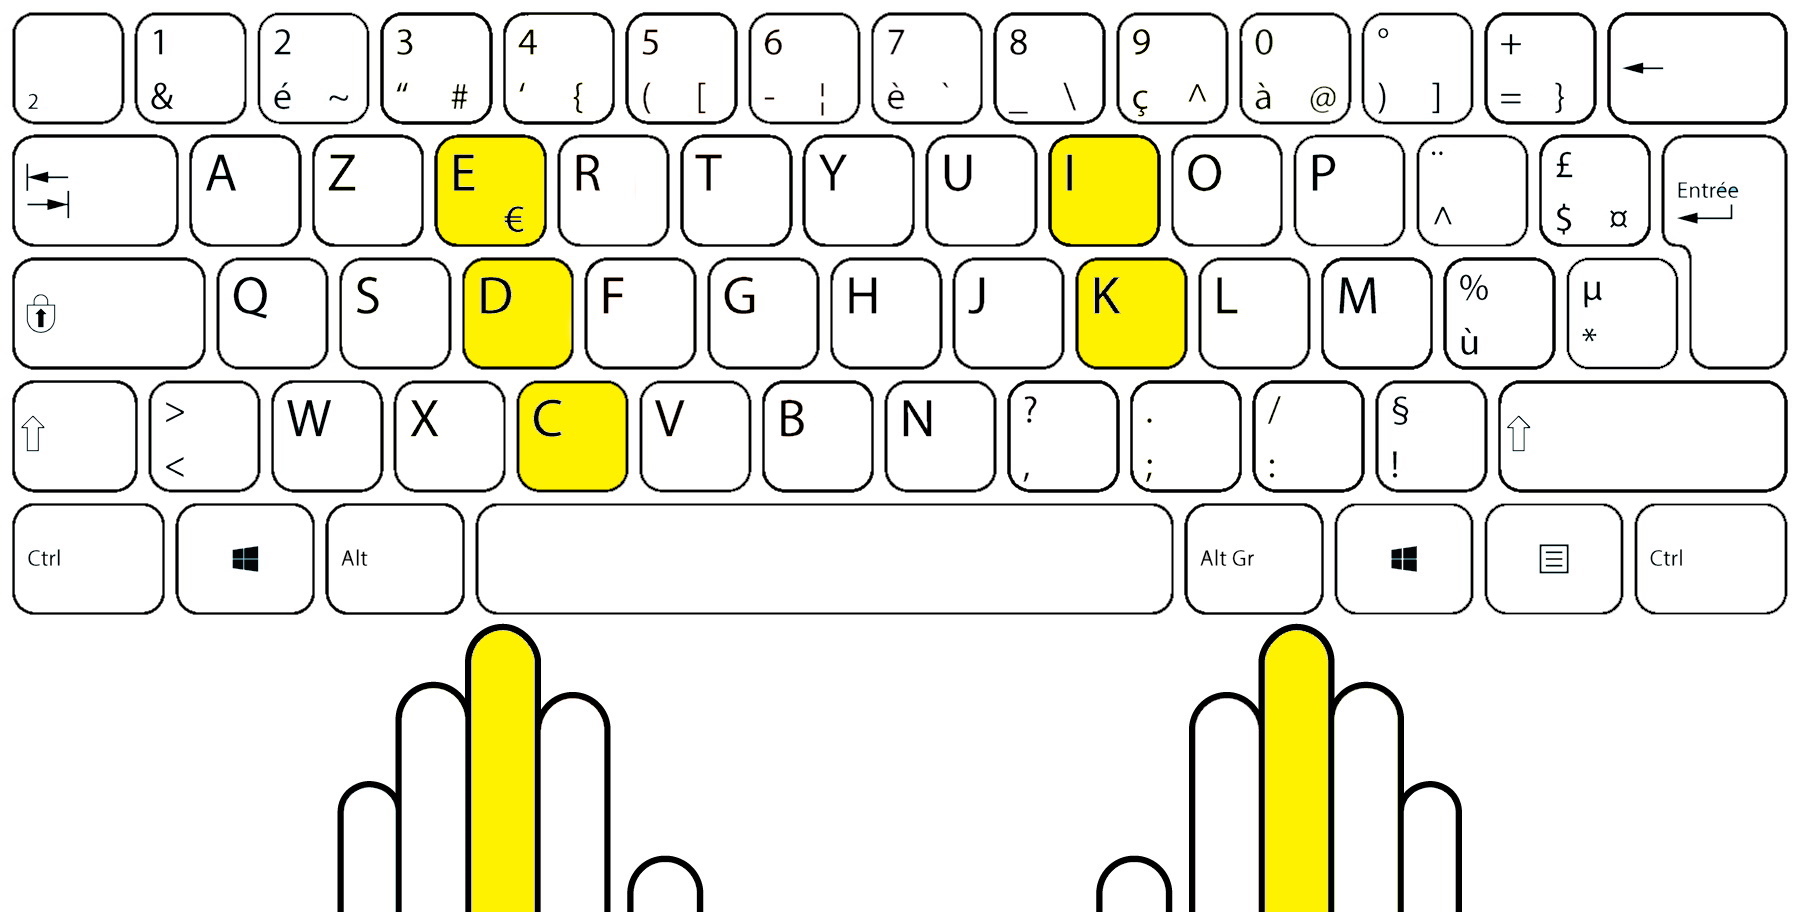 1 2 3 4 5 6 7 8 9 0 ° +
2 & é ~ “ # ‘ { ( [ - ¦ è ` _ \ ç ^ à @ ) ] = }
A Z E R T Y U I O P ¨ £ Entrée
€ ^ $ ¤
Q S D F G H J K L M % µ
ù *
> W X C V B N ? . / §
< , ; : !
Ctrl Alt Alt Gr Ctrl